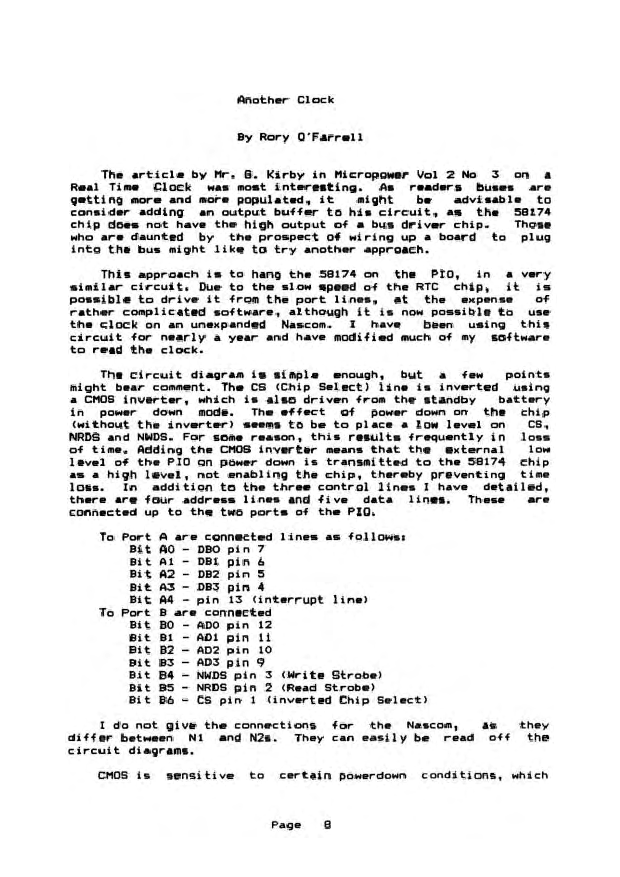 Another Clock
By Rory O'Farrell
The article by Mr. G. Kirby in Micropower Vol 2 No 3 on a
Real Time Clock was most interesting. As readers buses are
getting more and more populated, it might be advisable to
consider adding an output buffer to his circuit, as the 58174
chip does not have the high output of a bus driver chip. Those
who are daunted by the prospect of wiring up a board to plug
into the bus might like to try another approach.
This approach is to hang the 58174 on the PIO, in a very
similar circuit. Due to the slow speed of the RTC chip, it is
possible to drive it from the port lines, at the expense of
rather complicated software, although it is now possible to use
the clock on an unexpanded Nascom. I have been using this
circuit for nearly a year and have modified much of my software
to read the clock.
The circuit diagram is simple enough, but a few points
might bear comment. The CS (Chip Select) line is inverted using
a CMOS inverter, which is also driven from the standby battery
in power down mode. The effect of power down on the chip
(without the inverter) seems to be to place a low level on CS,
NRDS and NWDS. For some reason, this results frequently in loss
of time. Adding the CMOS inverter means that the external low
level of the PIO on power down is transmitted to the 58174 chip
as a high level, not enabling the chip, thereby preventing time
loss. In addition to the three control lines I have detailed,
there are four address lines and five data lines. These are
connected up to the two ports of the PIO.
To Port A are connected lines as follows:
Bit A0 - DB0 pin 7
Bit A1 - DB1 pin 6
Bit A2 - DB2 pin 5
Bit A3 - DB3 pin 4
Bit A4 - pin 13 (interrupt line)
To Port B are connected
Bit B0 - AD0 pin 12
Bit B1 - AD1 pin 11
Bit B2 - AD2 pin 10
Bit B3 - AD3 pin 9
Bit B4 - NWDS pin 3 (Write Strobe)
Bit B5 - NRDS pin 2 (Read Strobe)
Bit B6 - CS pin 1 (inverted Chip Select)
I do not give the connections for the Nascom, as they
differ between N1 and N2s. They can easily be read off the
circuit diagrams.
CMOS is sensitive to certain powerdown conditions, which
Page 8